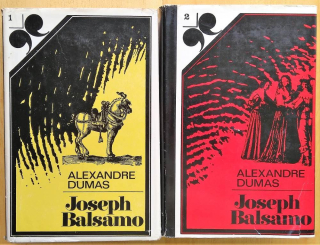 1
ALEXANDRE
DUMAS
Joseph
Balsamo
2
ALEXANDRE
DUMAS
Joseph
Balsamo